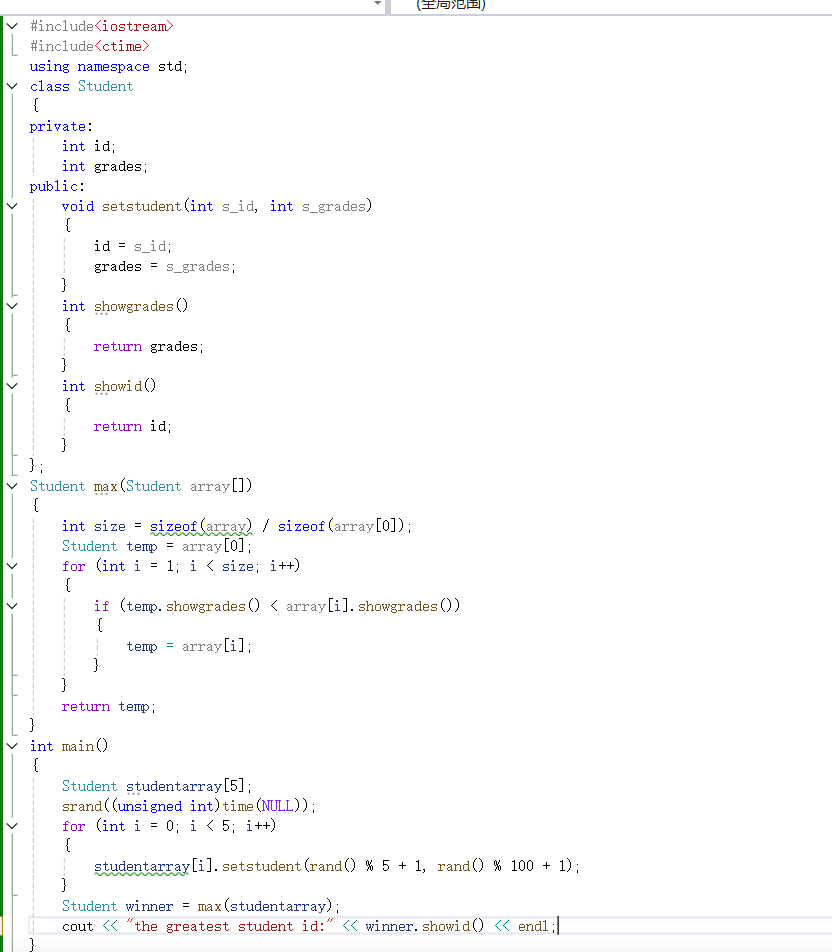 (全局范围)
#include<iostream>
#include<ctime>
using namespace std;
class Student
{
private:
    int id;
    int grades;
public:
    void setstudent(int s_id, int s_grades)
    {
        id = s_id;
        grades = s_grades;
    }
    int showgrades()
    {
        return grades;
    }
    int showid()
    {
        return id;
    }
};
Student max(Student array[])
{
    int size = sizeof(array) / sizeof(array[0]);
    Student temp = array[0];
    for (int i = 1; i < size; i++)
    {
        if (temp.showgrades() < array[i].showgrades())
        {
            temp = array[i];
        }
    }
    return temp;
}
int main()
{
    Student studentarray[5];
    srand((unsigned int)time(NULL));
    for (int i = 0; i < 5; i++)
    {
        studentarray[i].setstudent(rand() % 5 + 1, rand() % 100 + 1);
    }
    Student winner = max(studentarray);
    cout << "the greatest student id:" << winner.showid() << endl;
}